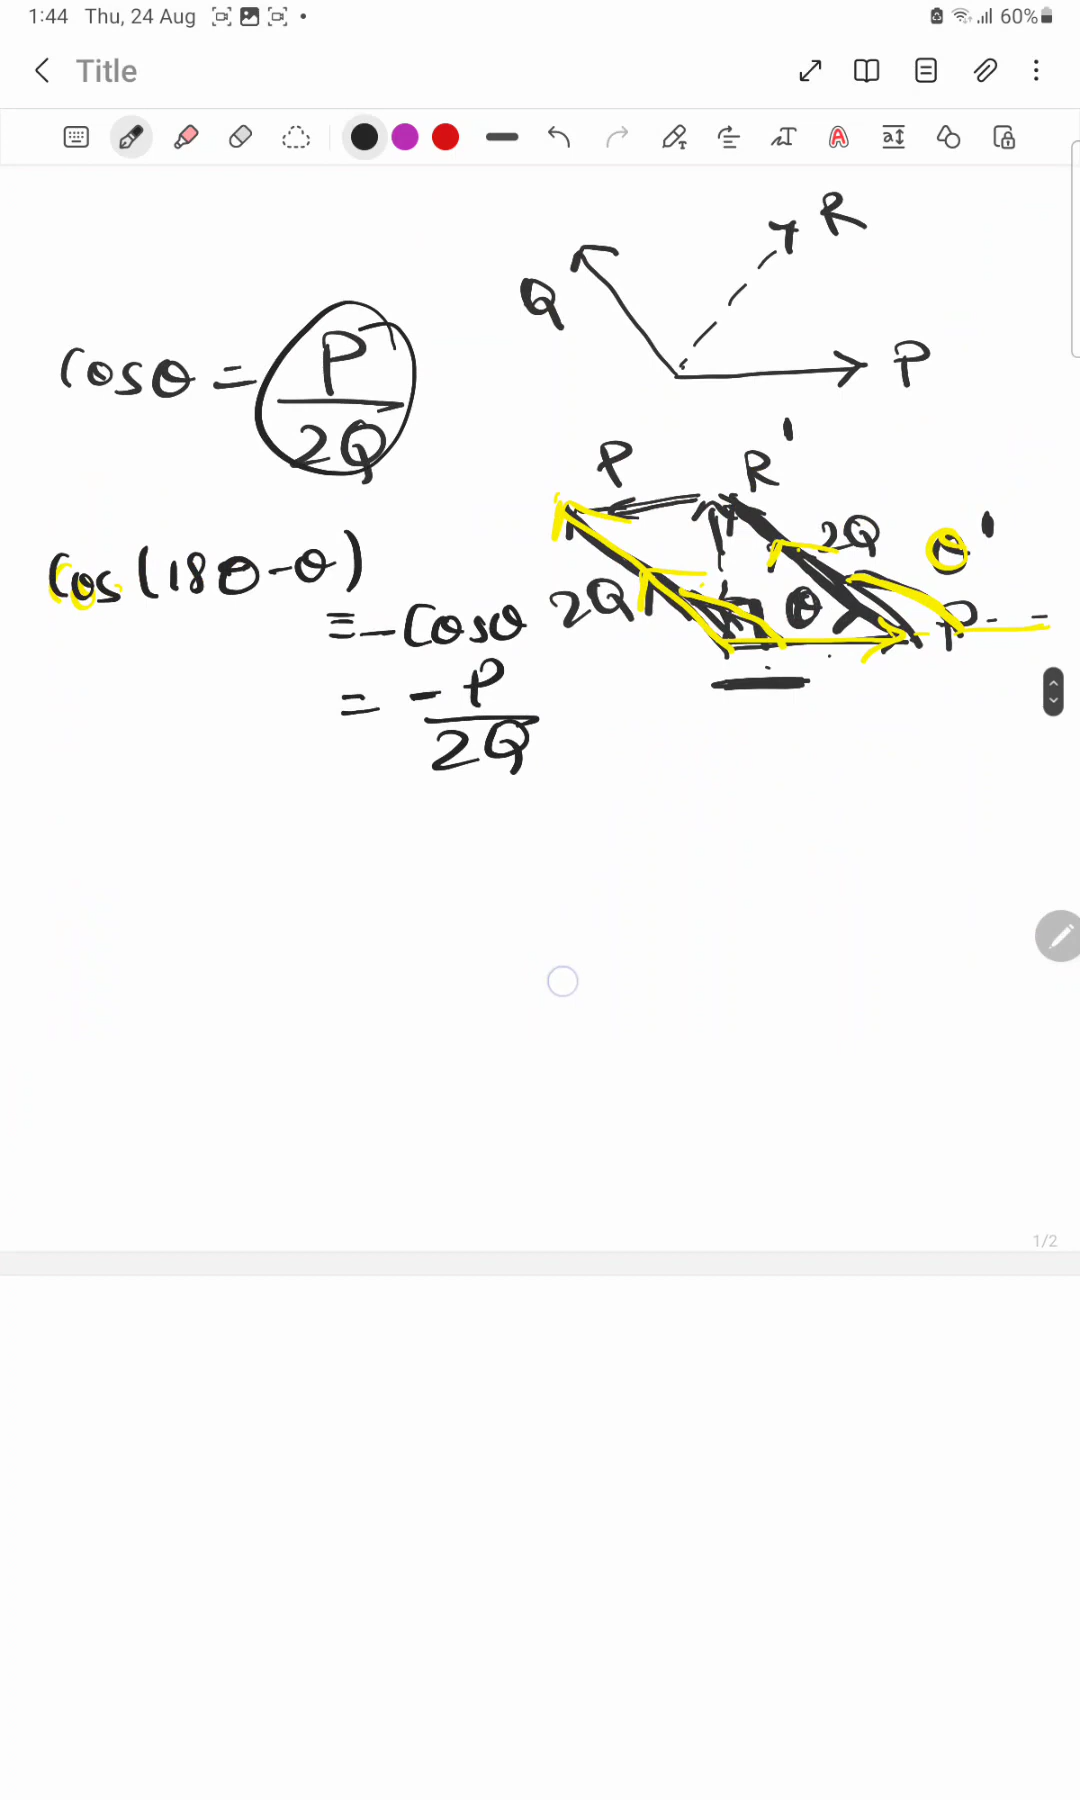 1:44 Thu, 24 Aug 60%
Title
R
Q
cosθ = P
2Q
P
P
R'
2Q
θ'
cos(180-θ)
2Q
θ
P
≡ -cosθ
= -P
2Q
1/2